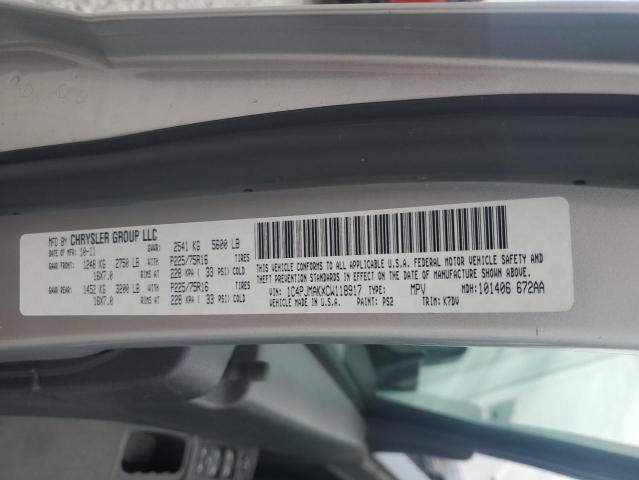 MFD BY CHRYSLER GROUP LLC
DATE OF MFR 10-11 GVWR: 2541 KG 5600 LB
GAWR FRONT 1248 KG 2750 LB WITH P225/75R16 TIRES
16X7.0 RIMS AT 228 KPA ( 33 PSI) COLD
GAWR REAR 1452 KG 3200 LB WITH P225/75R16 TIRES
16X7.0 RIMS AT 228 KPA ( 33 PSI) COLD
THIS VEHICLE CONFORMS TO ALL APPLICABLE U.S.A. FEDERAL MOTOR VEHICLE SAFETY
AND THEFT PREVENTION STANDARDS IN EFFECT ON THE DATE OF MANUFACTURE SHOWN ABOVE.
VIN: 1C4PJMAKXCW118917 TYPE: MPV MDH: 101406 672AA
VEHICLE MADE IN U.S.A. PAINT: PS2 TRIM: K7DV